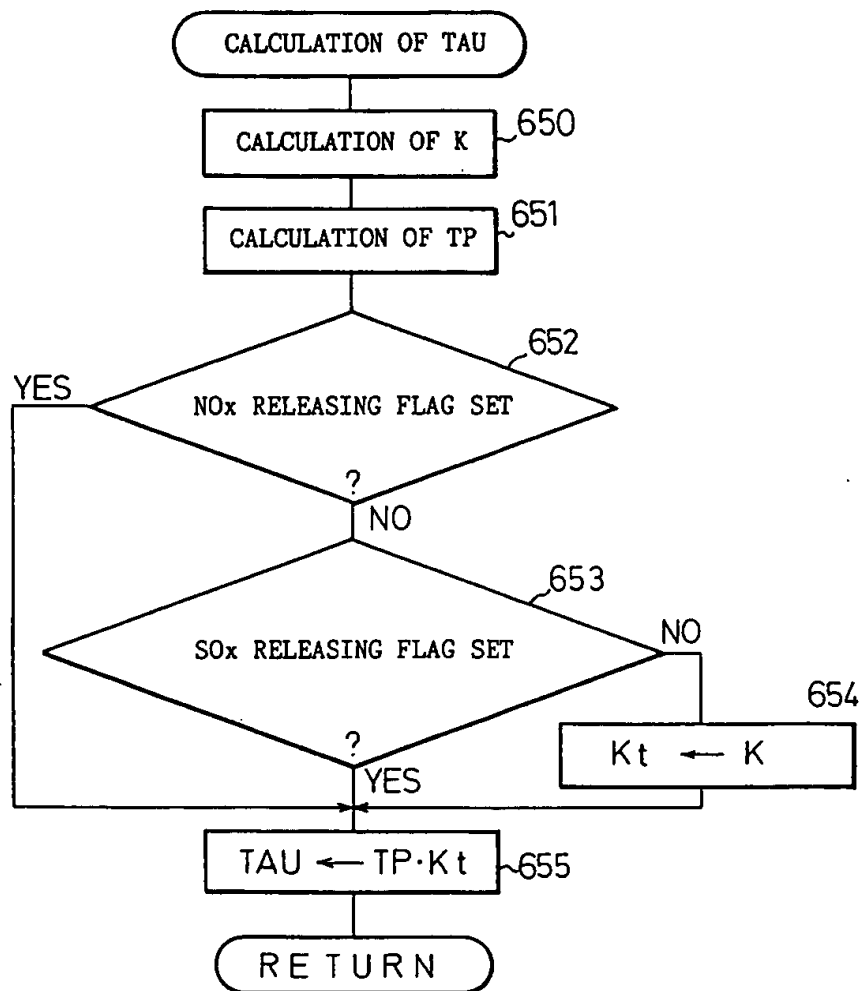 CALCULATION OF TAU
CALCULATION OF K
650
CALCULATION OF TP
651
652
YES
NOx RELEASING FLAG SET
?
NO
653
SOx RELEASING FLAG SET
NO
654
?
YES
Kt ← K
TAU ← TP·Kt
655
RETURN